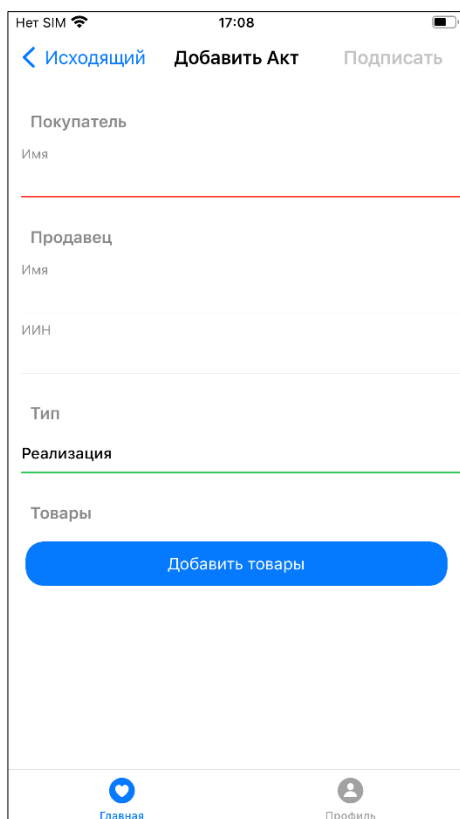 Нет SIM 17:08
Исходящий Добавить Акт Подписать
Покупатель
Имя
Продавец
Имя
ИИН
Тип
Реализация
Товары
Добавить товары
Главная Профиль